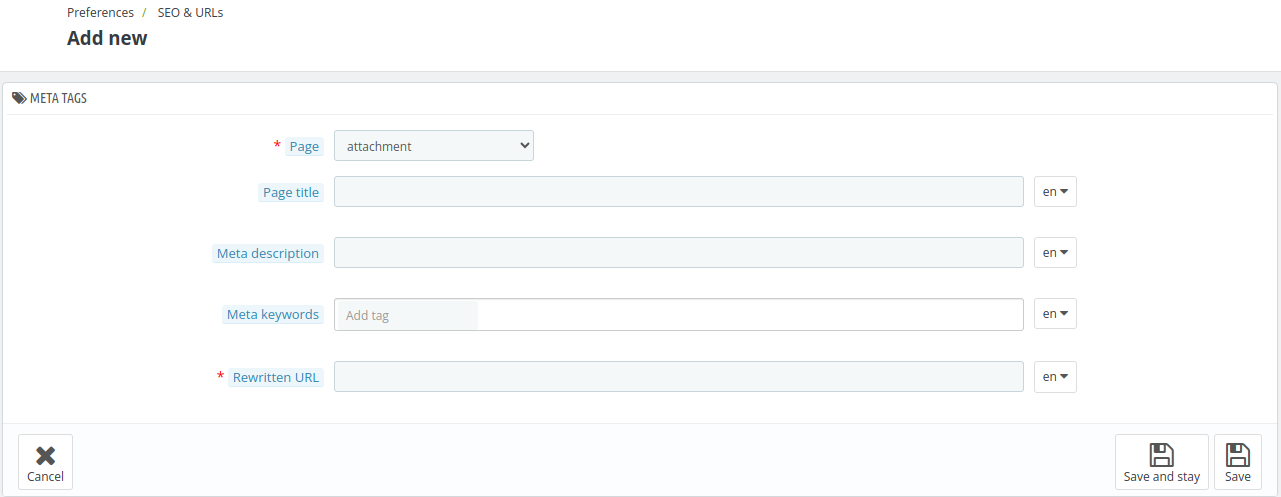 Preferences / SEO & URLs
Add new
META TAGS
* Page attachment
Page title en
Meta description en
Meta keywords Add tag en
* Rewritten URL en
Cancel Save and stay Save